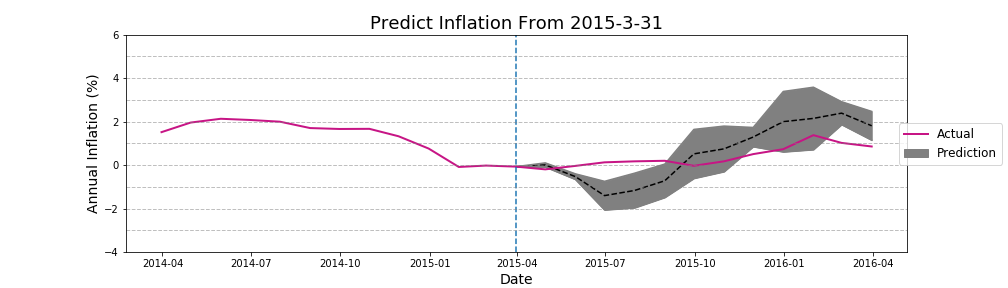 Predict Inflation From 2015-3-31
Annual Inflation (%)
6
4
2
0
−2
−4
2014-04 2014-07 2014-10 2015-01 2015-04 2015-07 2015-10 2016-01 2016-04
Date
Actual
Prediction